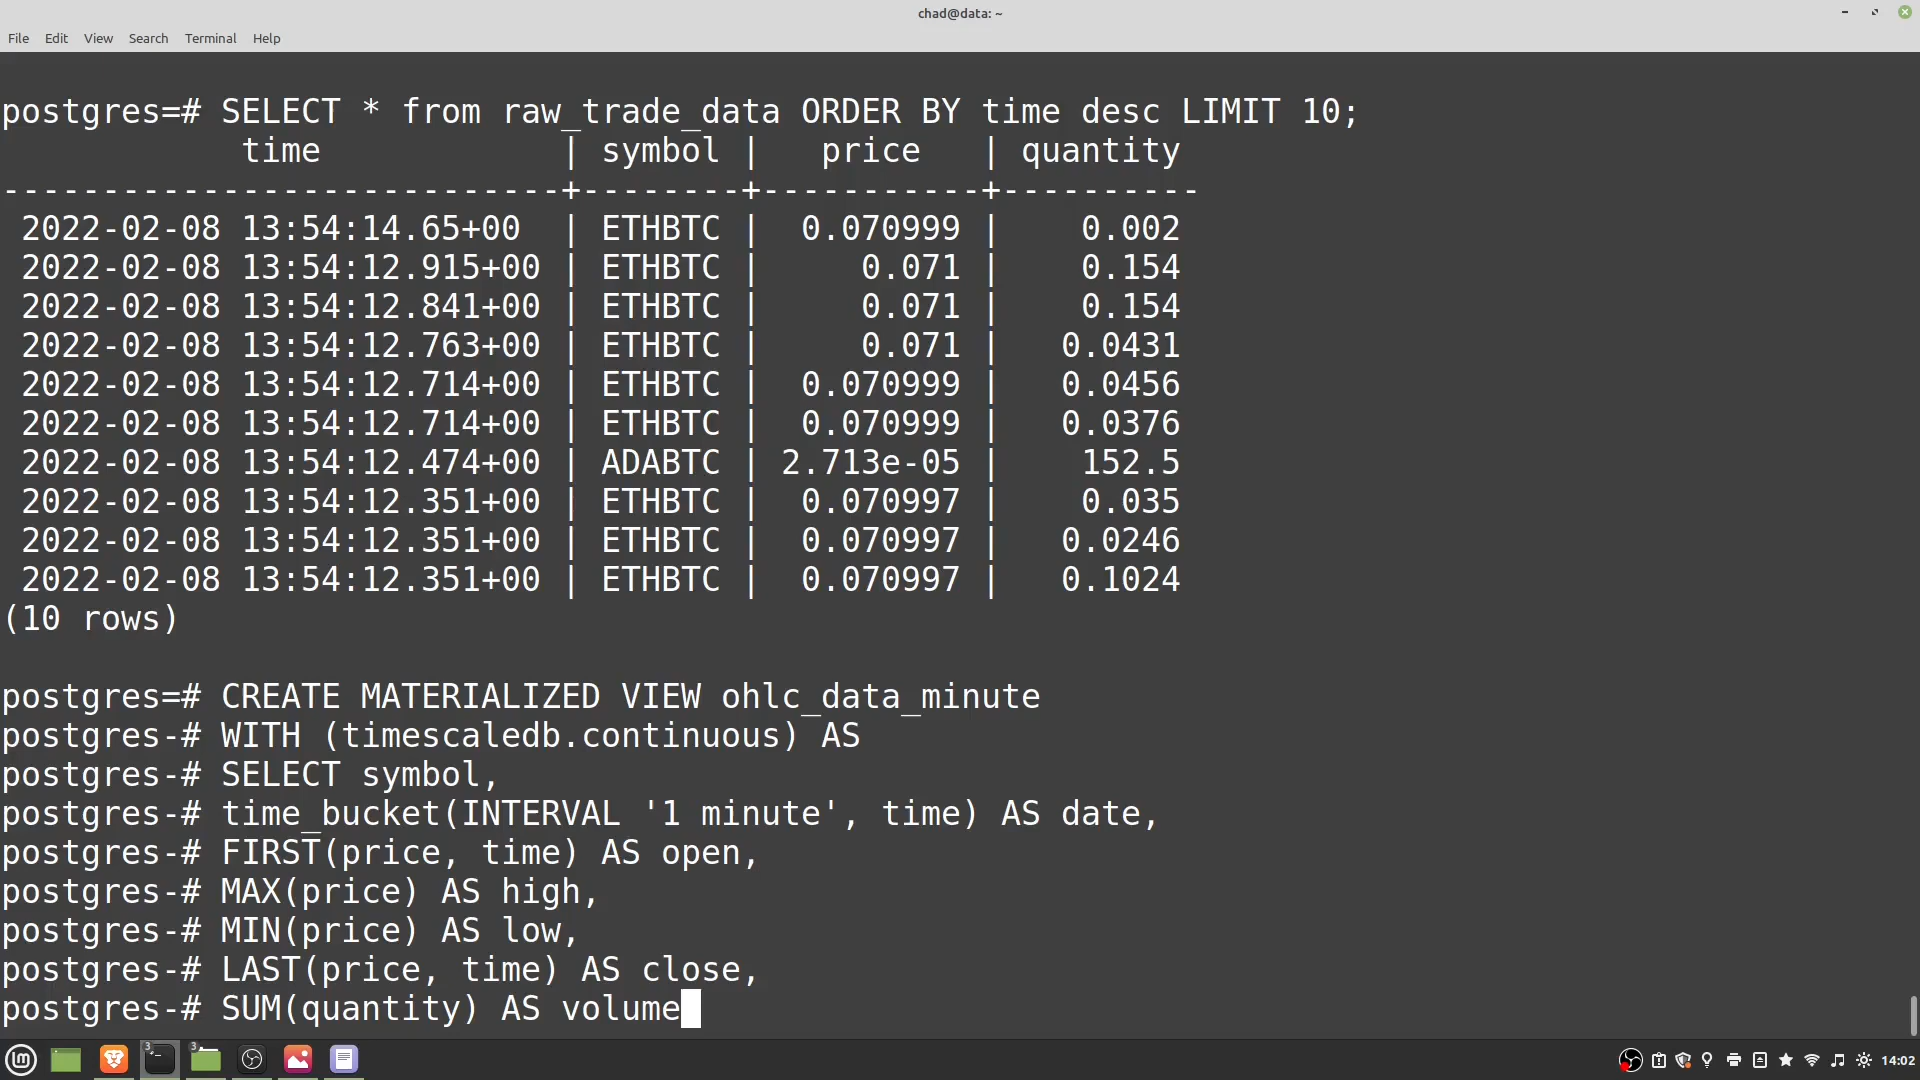 chad@data: ~
File Edit View Search Terminal Help
postgres=# SELECT * from raw_trade_data ORDER BY time desc LIMIT 10;
            time            | symbol |   price   | quantity
----------------------------+--------+-----------+----------
 2022-02-08 13:54:14.65+00  | ETHBTC |  0.070999 |    0.002
 2022-02-08 13:54:12.915+00 | ETHBTC |     0.071 |    0.154
 2022-02-08 13:54:12.841+00 | ETHBTC |     0.071 |    0.154
 2022-02-08 13:54:12.763+00 | ETHBTC |     0.071 |   0.0431
 2022-02-08 13:54:12.714+00 | ETHBTC |  0.070999 |   0.0456
 2022-02-08 13:54:12.714+00 | ETHBTC |  0.070999 |   0.0376
 2022-02-08 13:54:12.474+00 | ADABTC | 2.713e-05 |    152.5
 2022-02-08 13:54:12.351+00 | ETHBTC |  0.070997 |    0.035
 2022-02-08 13:54:12.351+00 | ETHBTC |  0.070997 |   0.0246
 2022-02-08 13:54:12.351+00 | ETHBTC |  0.070997 |   0.1024
(10 rows)
postgres=# CREATE MATERIALIZED VIEW ohlc_data_minute
postgres-# WITH (timescaledb.continuous) AS
postgres-# SELECT symbol,
postgres-# time_bucket(INTERVAL '1 minute', time) AS date,
postgres-# FIRST(price, time) AS open,
postgres-# MAX(price) AS high,
postgres-# MIN(price) AS low,
postgres-# LAST(price, time) AS close,
postgres-# SUM(quantity) AS volume
3 3 14:02